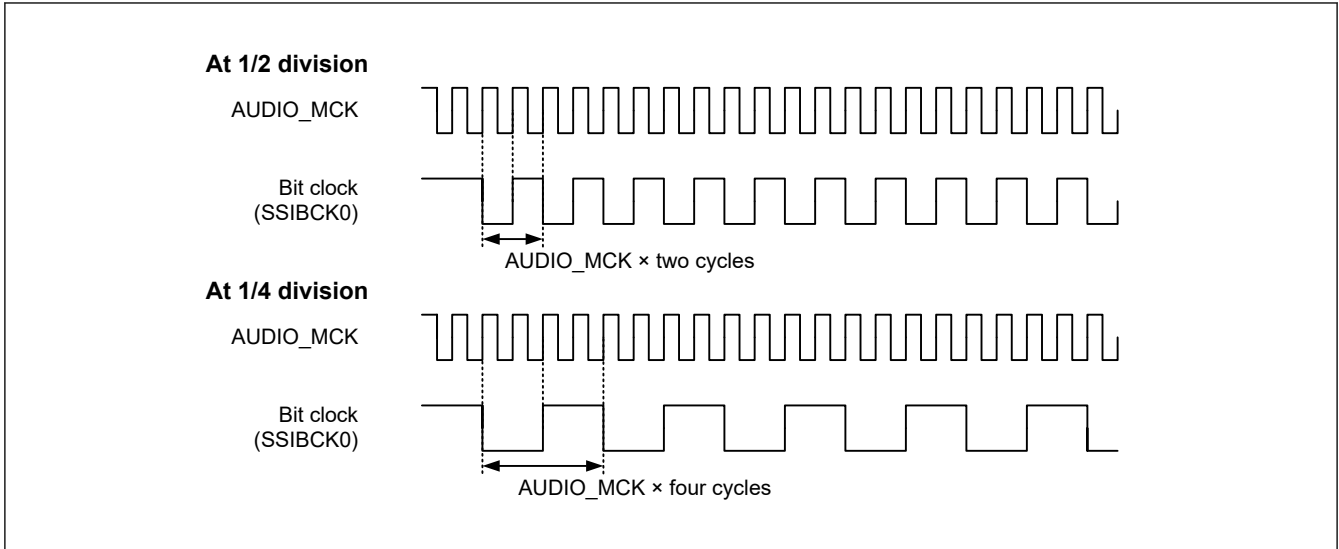 At 1/2 division
AUDIO_MCK
Bit clock
(SSIBCK0)
AUDIO_MCK × two cycles
At 1/4 division
AUDIO_MCK
Bit clock
(SSIBCK0)
AUDIO_MCK × four cycles